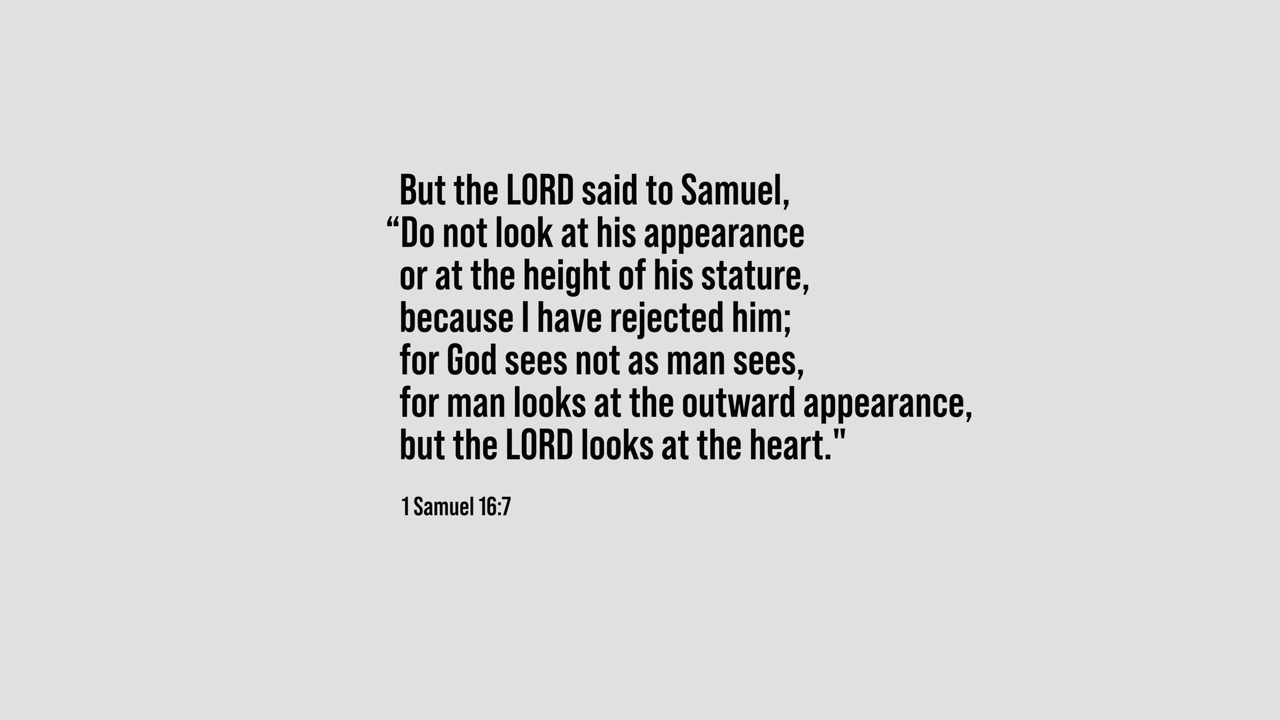 But the LORD said to Samuel,
“Do not look at his appearance
or at the height of his stature,
because I have rejected him;
for God sees not as man sees,
for man looks at the outward appearance,
but the LORD looks at the heart."
1 Samuel 16:7